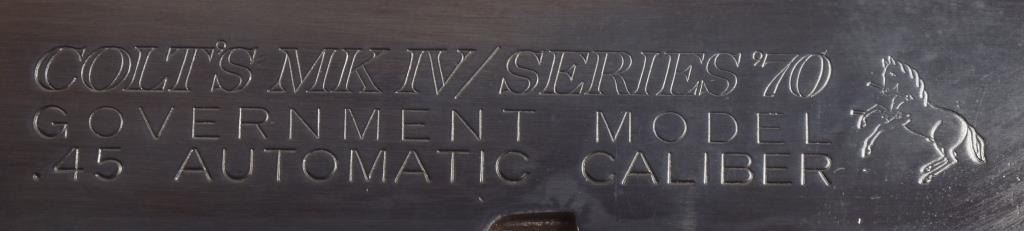 COLT'S MK IV/ SERIES '70
GOVERNMENT MODEL
.45 AUTOMATIC CALIBER